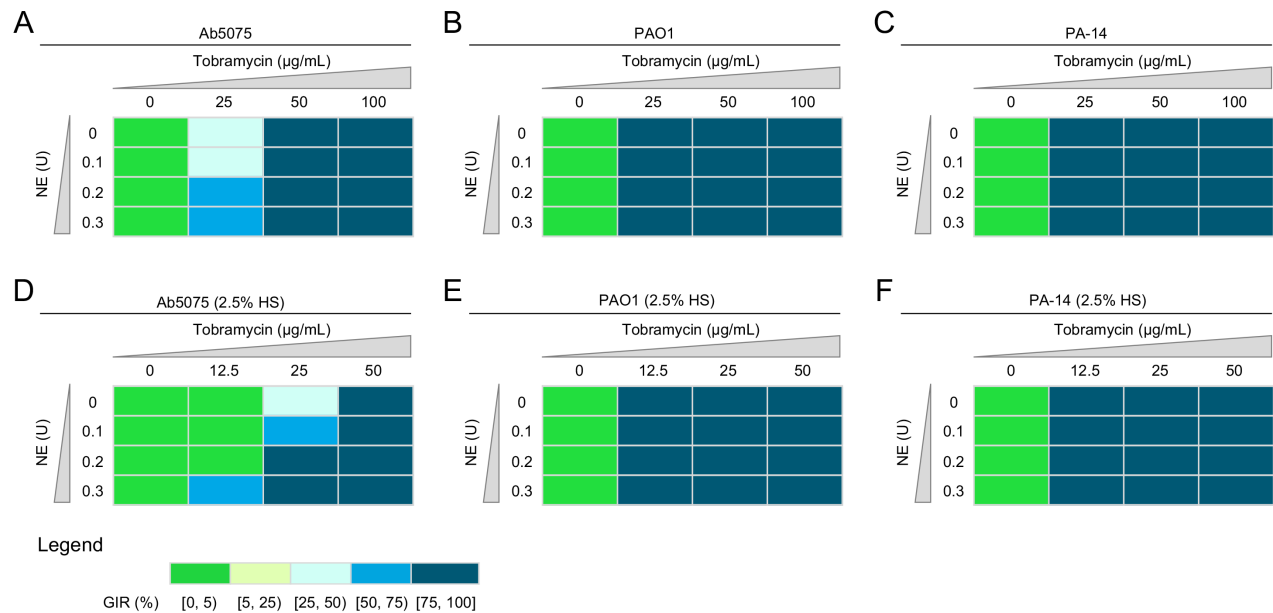 A
Ab5075
Tobramycin (µg/mL)
0 25 50 100
NE (U)
0
0.1
0.2
0.3
B
PAO1
Tobramycin (µg/mL)
0 25 50 100
NE (U)
0
0.1
0.2
0.3
C
PA-14
Tobramycin (µg/mL)
0 25 50 100
NE (U)
0
0.1
0.2
0.3
D
Ab5075 (2.5% HS)
Tobramycin (µg/mL)
0 12.5 25 50
NE (U)
0
0.1
0.2
0.3
E
PAO1 (2.5% HS)
Tobramycin (µg/mL)
0 12.5 25 50
NE (U)
0
0.1
0.2
0.3
F
PA-14 (2.5% HS)
Tobramycin (µg/mL)
0 12.5 25 50
NE (U)
0
0.1
0.2
0.3
Legend
GIR (%) [0, 5) [5, 25) [25, 50) [50, 75) [75, 100]